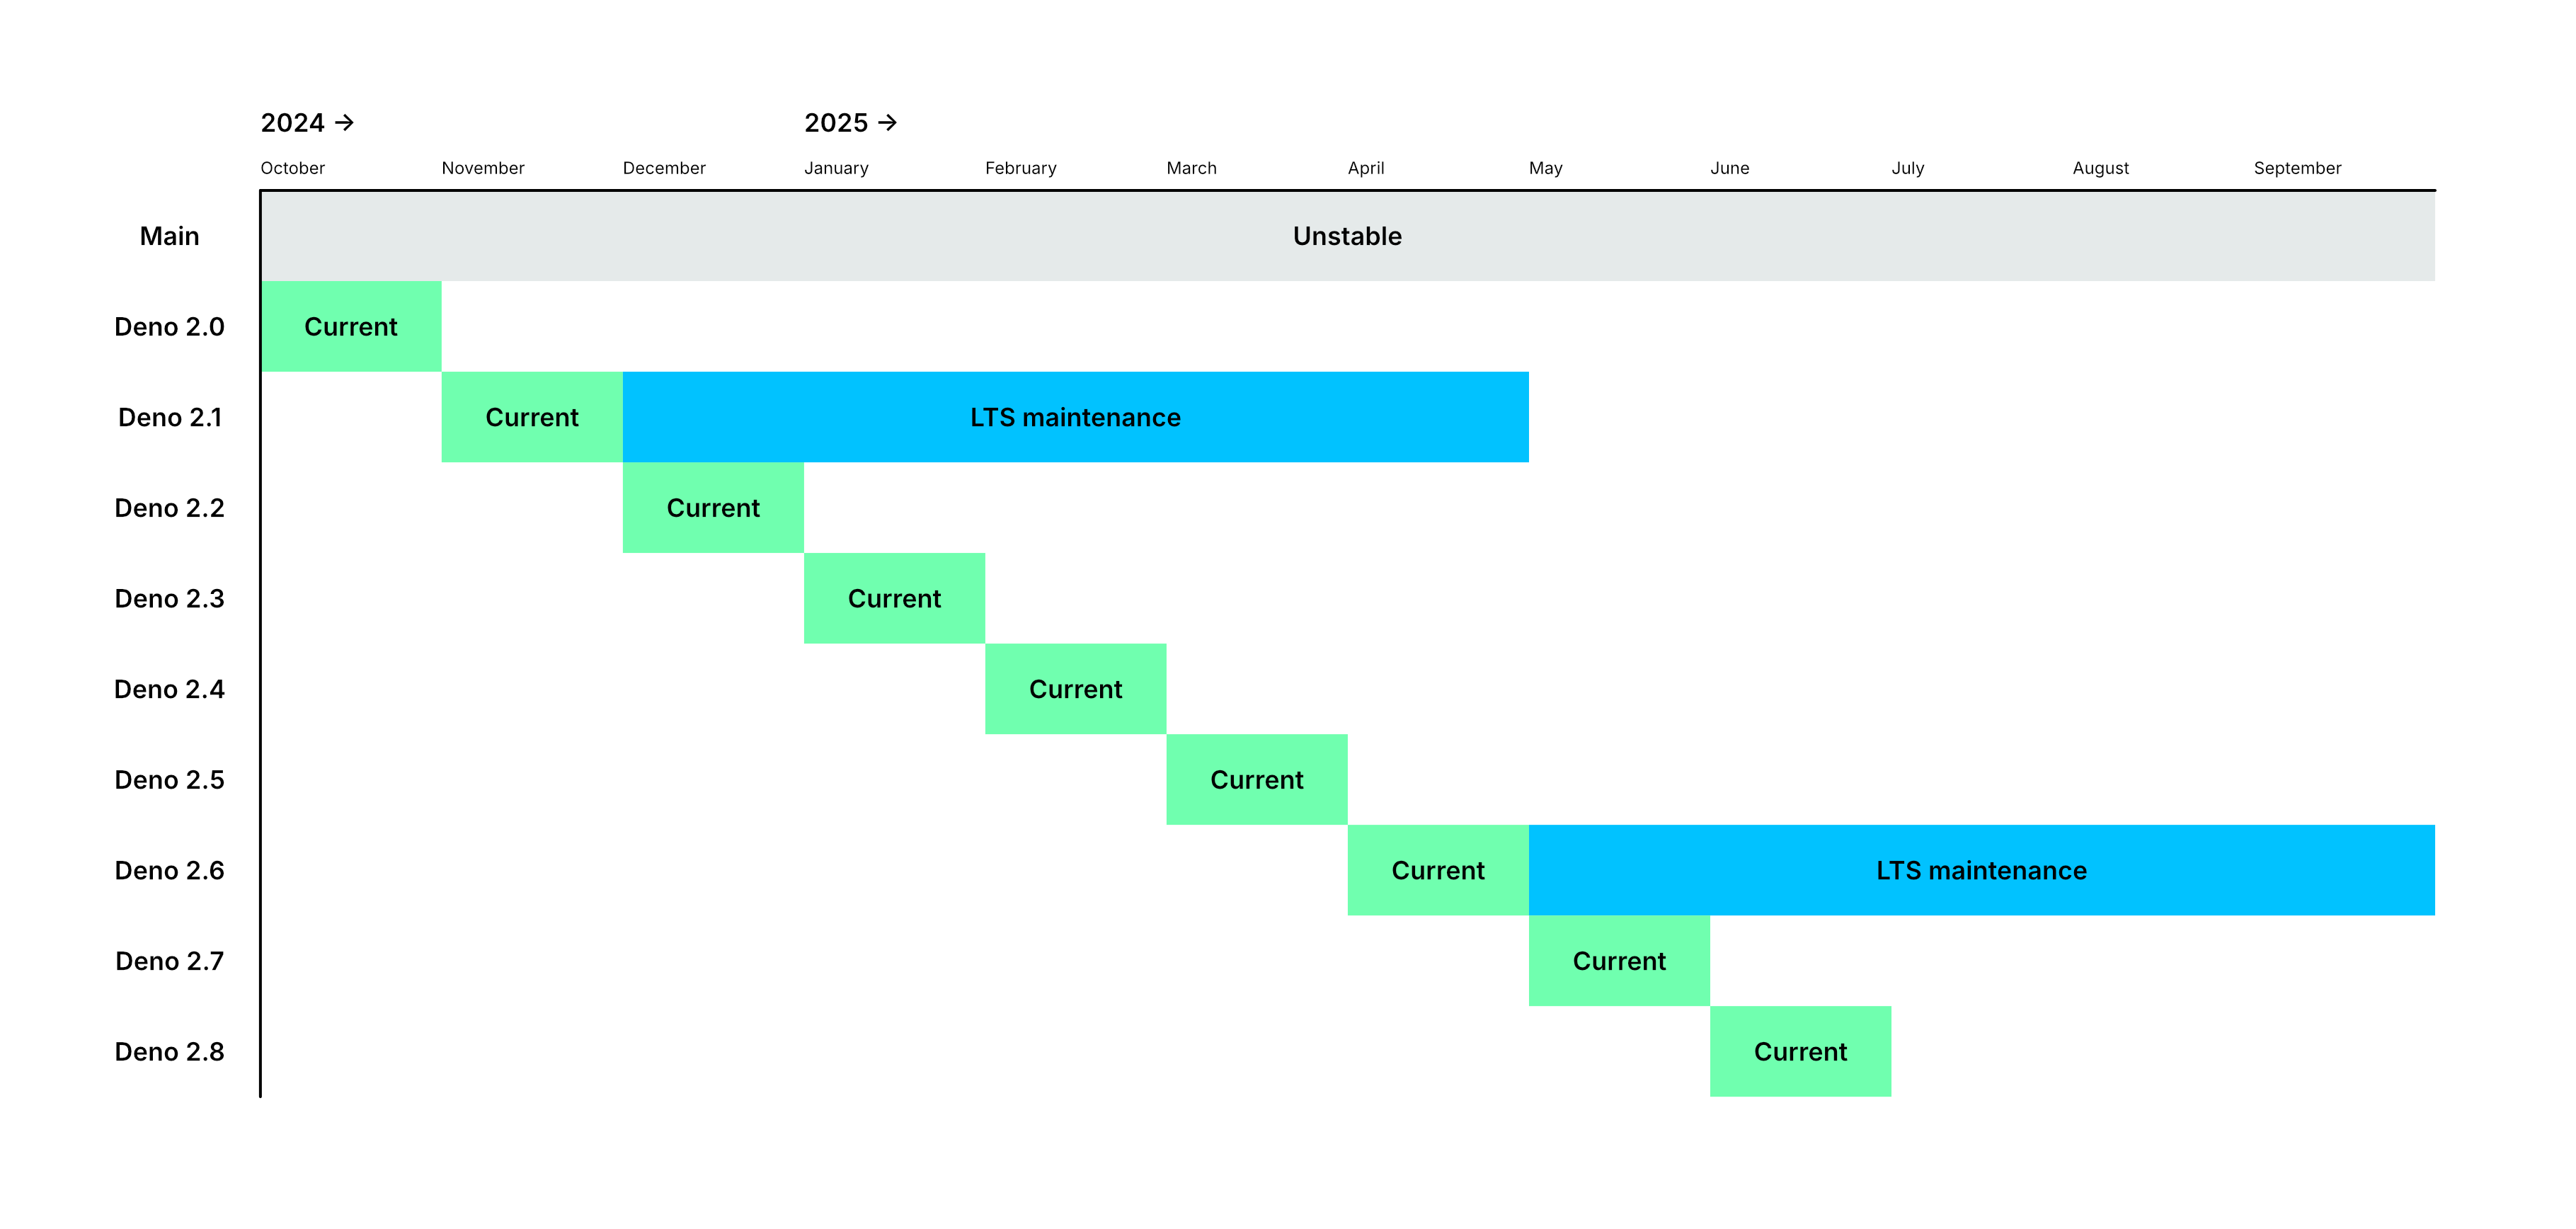 2024 → 2025 →
October November December January February March April May June July August September
Main Unstable
Deno 2.0 Current
Deno 2.1 Current LTS maintenance
Deno 2.2 Current
Deno 2.3 Current
Deno 2.4 Current
Deno 2.5 Current
Deno 2.6 Current LTS maintenance
Deno 2.7 Current
Deno 2.8 Current